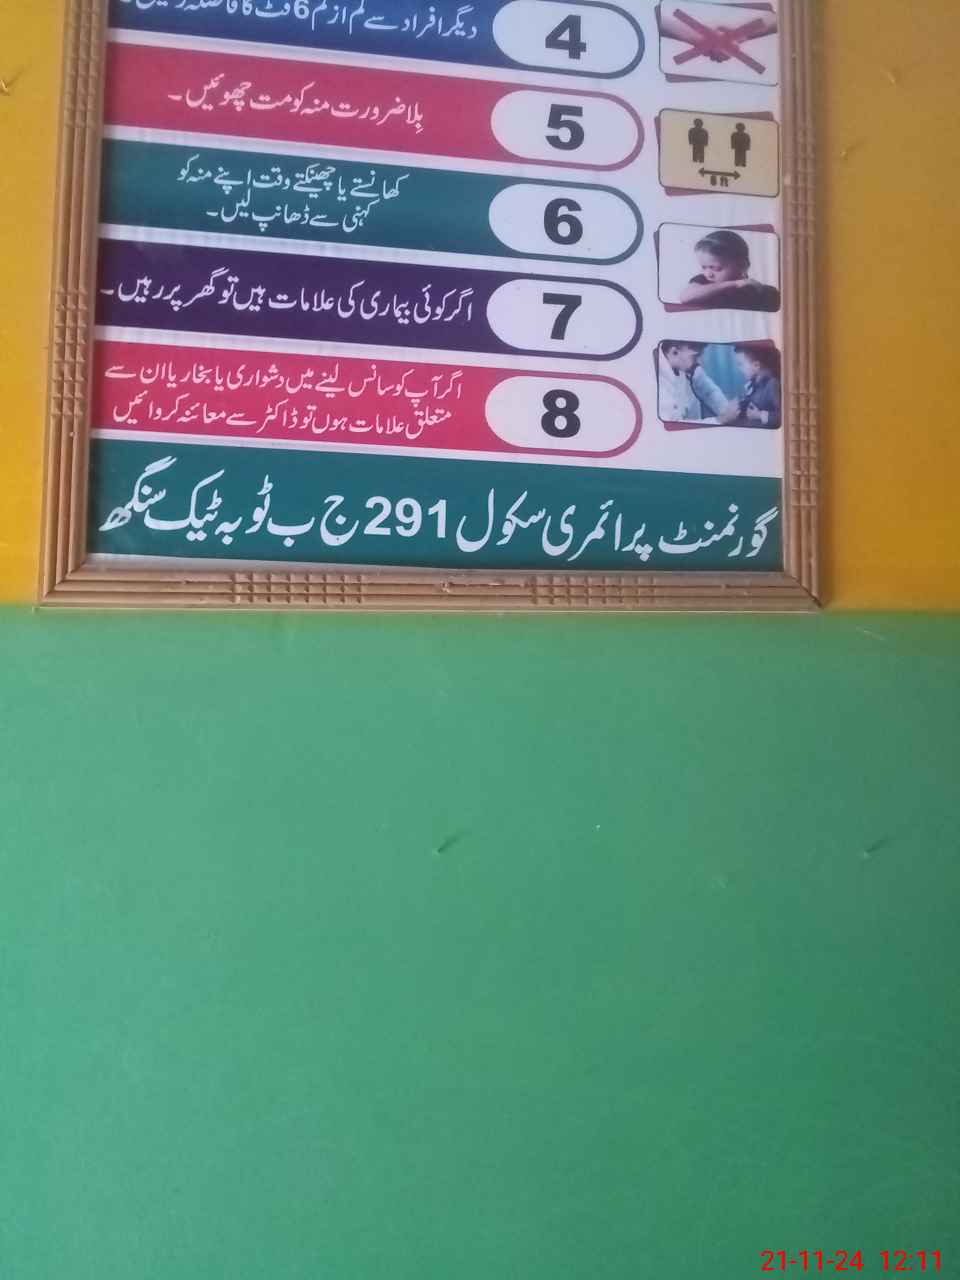 4
دیگر افراد سے کم از کم 6 فٹ کا فاصلہ
5
بِلا ضرورت منہ کو مت چھوئیں۔
6 ft
6
کھانستے یا چھینکتے وقت اپنے منہ کو
کہنی سے ڈھانپ لیں۔
7
اگر کوئی بیماری کی علامات ہیں تو گھر پر رہیں۔
8
اگر آپ کو سانس لینے میں دشواری یا بخار یا ان سے
متعلق علامات ہوں تو ڈاکٹر سے معائنہ کروائیں
گورنمنٹ پرائمری سکول 291 ج ب ٹوبہ ٹیک سنگھ
21-11-24 12:11